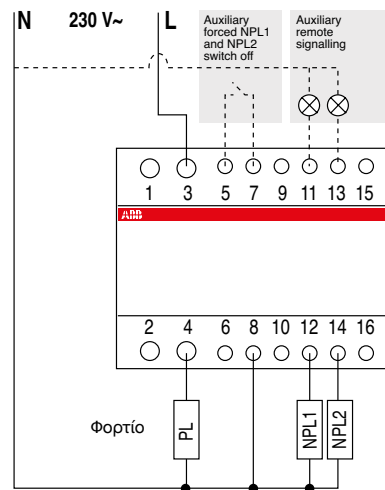 N 230 V~ L
Auxiliary
forced NPL1
and NPL2
switch off
Auxiliary
remote
signalling
1 3 5 7 9 11 13 15
ABB
2 4 6 8 10 12 14 16
Φορτίο
PL
NPL1
NPL2